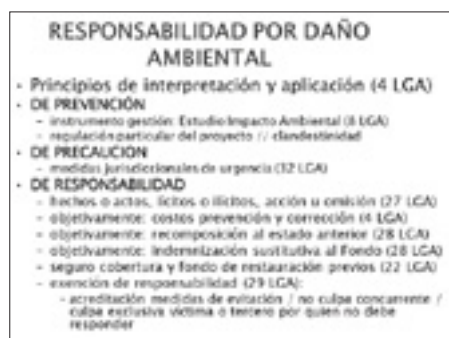 RESPONSABILIDAD POR DAÑO
AMBIENTAL
• Principios de interpretación y aplicación (4 LGA)
• DE PREVENCIÓN
– instrumento gestión: Estudio Impacto Ambiental (8 LGA)
– regulación particular del proyecto // clandestinidad
• DE PRECAUCION
– medidas jurisdiccionales de urgencia (32 LGA)
• DE RESPONSABILIDAD
– hechos o actos, lícitos o ilícitos, acción u omisión (27 LGA)
– objetivamente: costos prevención y corrección (4 LGA)
– objetivamente: recomposición al estado anterior (28 LGA)
– objetivamente: indemnización sustitutiva al Fondo (28 LGA)
– seguro cobertura y fondo de restauración previos (22 LGA)
– exención de responsabilidad (29 LGA):
– acreditación medidas de evitación / no culpa concurrente /
culpa exclusiva víctima o tercero por quien no debe
responder